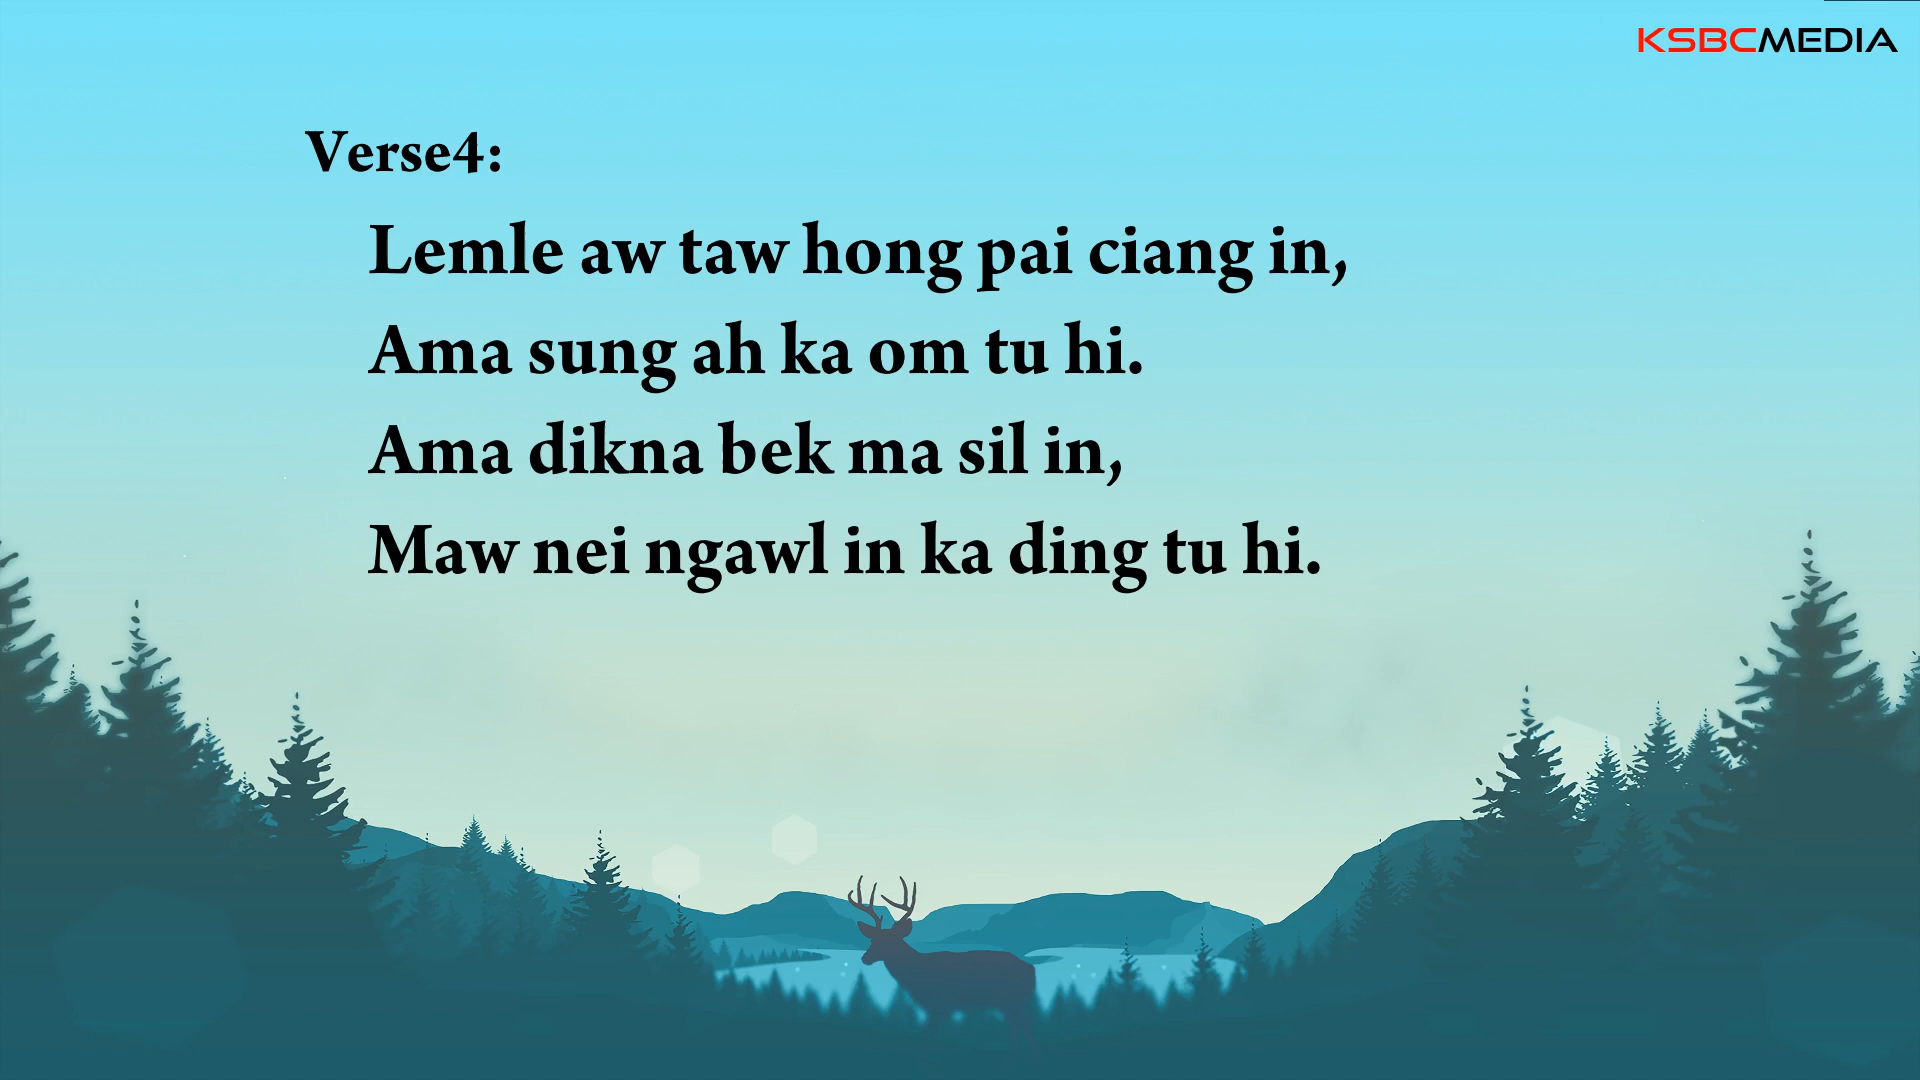 KSBCMEDIA
Verse4:
Lemle aw taw hong pai ciang in,
Ama sung ah ka om tu hi.
Ama dikna bek ma sil in,
Maw nei ngawl in ka ding tu hi.